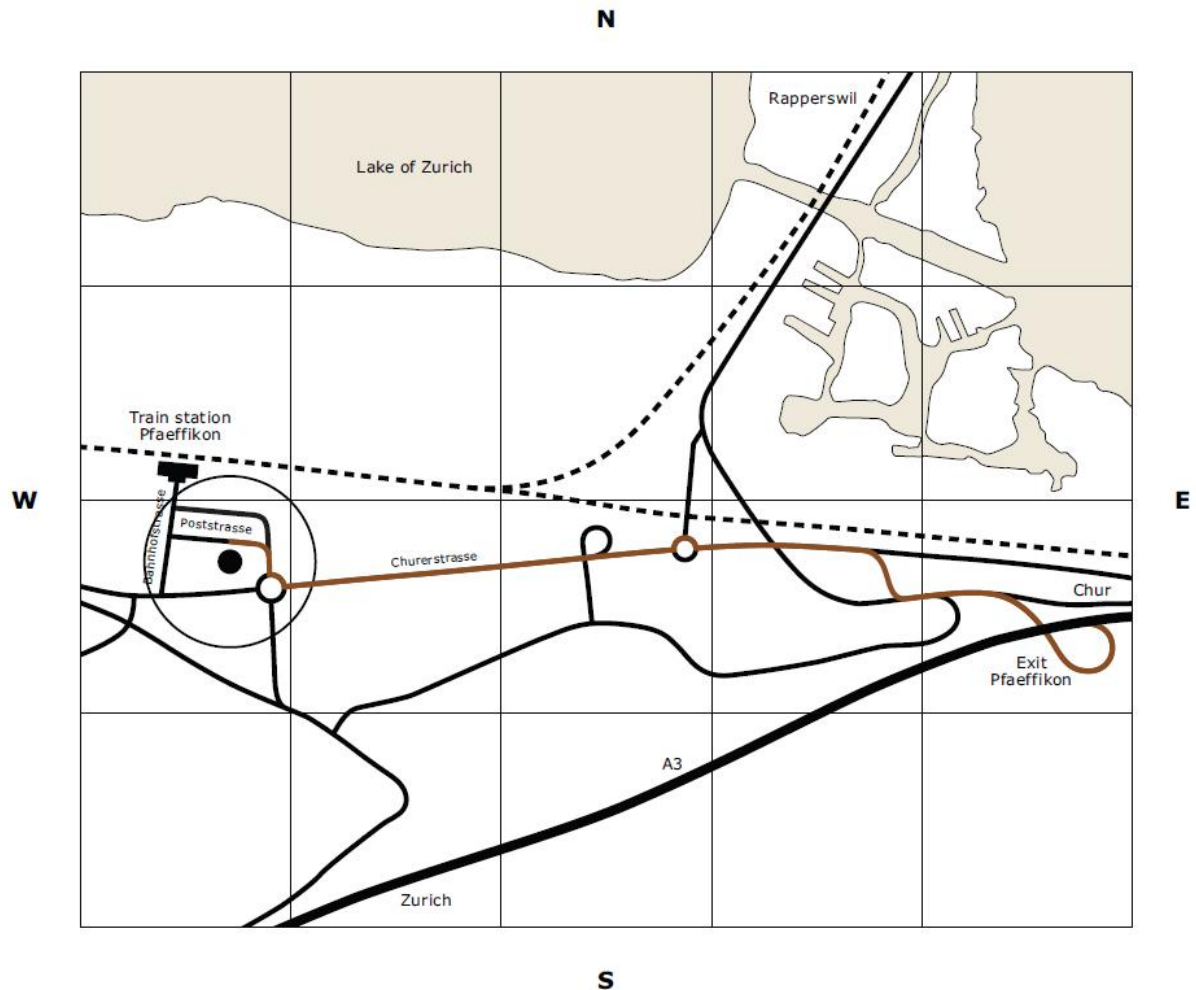 N
Rapperswil
Lake of Zurich
Train station
Pfaeffikon
W
E
Bahnhofstrasse
Poststrasse
Churerstrasse
Chur
Exit
Pfaeffikon
A3
Zurich
S